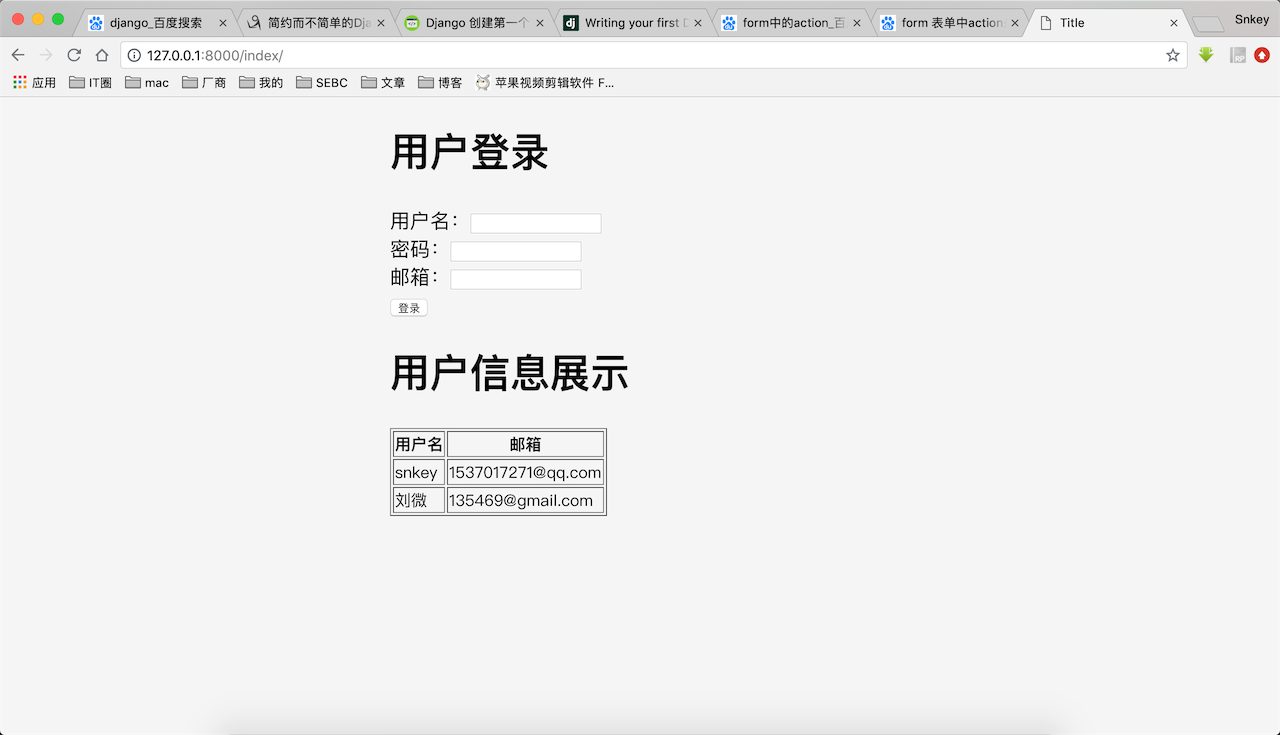 django_百度搜索
简约而不简单的Dja
Django 创建第一个
Writing your first D
form中的action_百
form 表单中action
Title
Snkey
127.0.0.1:8000/index/
应用
IT圈
mac
厂商
我的
SEBC
文章
博客
苹果视频剪辑软件 F...
RP
用户登录
用户名：
密码：
邮箱：
登录
用户信息展示
用户名 邮箱
snkey 1537017271@qq.com
刘微 135469@gmail.com